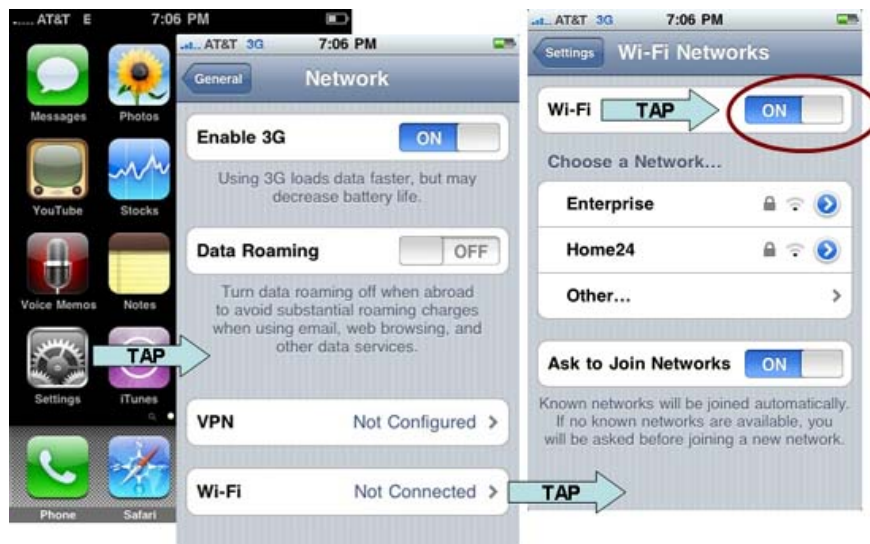 ..... AT&T E 7:06 PM
Messages Photos
YouTube Stocks
Voice Memos Notes
TAP
Settings iTunes
Phone Safari
AT&T 3G 7:06 PM
General Network
Enable 3G ON
Using 3G loads data faster, but may
decrease battery life.
Data Roaming OFF
Turn data roaming off when abroad
to avoid substantial roaming charges
when using email, web browsing, and
other data services.
VPN Not Configured >
Wi-Fi Not Connected >
TAP
AT&T 3G 7:06 PM
Settings Wi-Fi Networks
Wi-Fi TAP ON
Choose a Network...
Enterprise
Home24
Other... >
Ask to Join Networks ON
Known networks will be joined automatically.
If no known networks are available, you
will be asked before joining a new network.